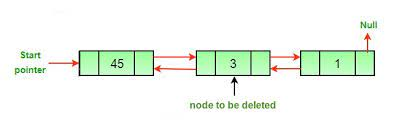 Null
Start
pointer
45
3
1
node to be deleted